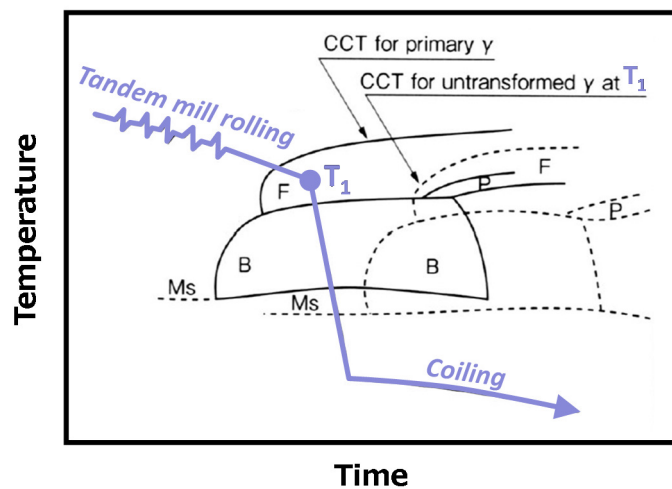 CCT for primary γ
CCT for untransformed γ at T₁
Tandem mill rolling
T₁
F
F
P
P
B
B
Ms
Ms
Coiling
Temperature
Time